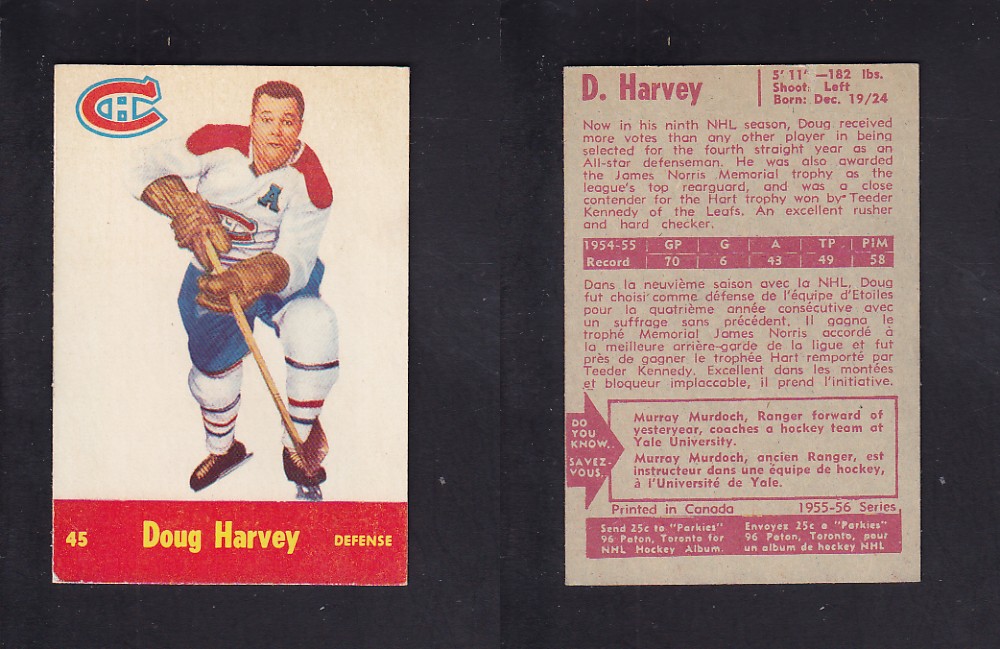 CH
A
45 Doug Harvey DEFENSE
D. Harvey
5' 11" —182 lbs.
Shoot: Left
Born: Dec. 19/24
Now in his ninth NHL season, Doug received
more votes than any other player in being
selected for the fourth straight year as an
All-star defenseman. He was also awarded
the James Norris Memorial trophy as the
league's top rearguard, and was a close
contender for the Hart trophy won by Teeder
Kennedy of the Leafs. An excellent rusher
and hard checker.
1954-55 GP G A TP PIM
Record 70 6 43 49 58
Dans la neuvième saison avec la NHL, Doug
fut choisi comme défense de l'équipe d'Etoiles
pour la quatrième année consécutive avec
un suffrage sans précédent. Il gagna le
trophé Memorial James Norris accordé à
la meilleure arrière-garde de la ligue et fut
près de gagner le trophée Hart remporté par
Teeder Kennedy. Excellent dans les montées
et bloqueur implaccable, il prend l'initiative.
DO
YOU
KNOW..
SAVEZ-
VOUS.
Murray Murdoch, Ranger forward of
yesteryear, coaches a hockey team at
Yale University.
Murray Murdoch, ancien Ranger, est
instructeur dans une équipe de hockey,
à l'Université de Yale.
Printed in Canada 1955-56 Series
Send 25c to "Parkies"
96 Paton, Toronto for
NHL Hockey Album.
Envoyez 25c a "Parkies"
96 Paton, Toronto, pour
un album de hockey NHL